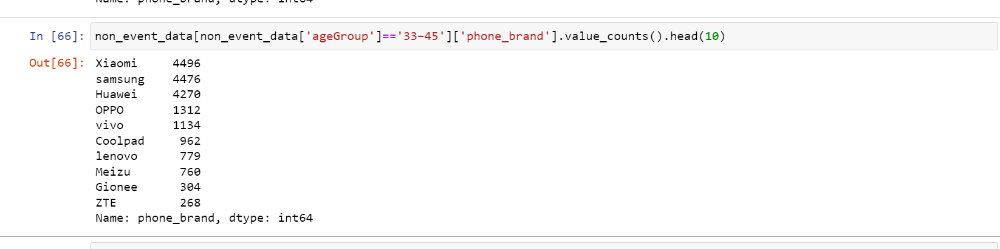 Name: phone_brand, dtype: int64
In [66]: non_event_data[non_event_data['ageGroup']=='33–45']['phone_brand'].value_counts().head(10)
Out[66]: Xiaomi 4496
samsung 4476
Huawei 4270
OPPO 1312
vivo 1134
Coolpad 962
lenovo 779
Meizu 760
Gionee 304
ZTE 268
Name: phone_brand, dtype: int64